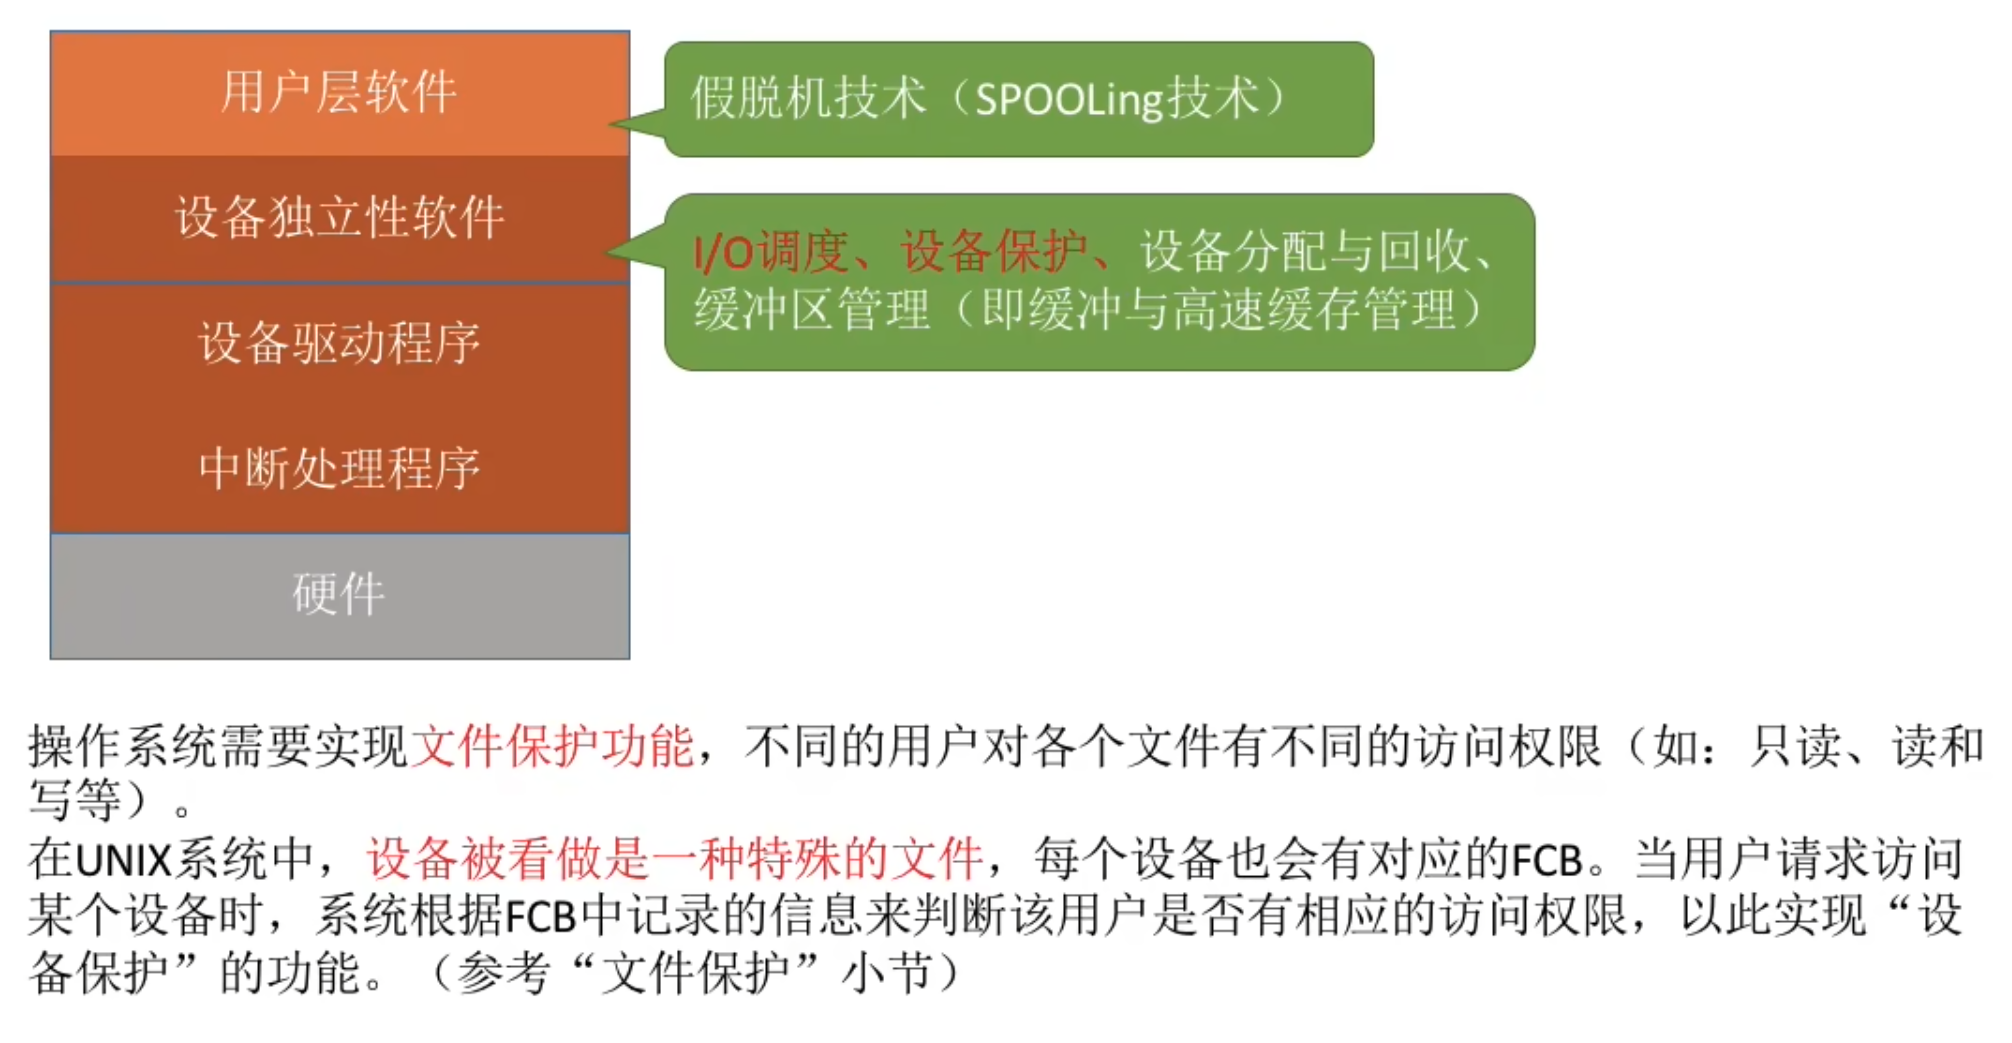 用户层软件
假脱机技术（SPOOLing技术）
设备独立性软件
I/O调度、设备保护、设备分配与回收、
缓冲区管理（即缓冲与高速缓存管理）
设备驱动程序
中断处理程序
硬件
操作系统需要实现文件保护功能，不同的用户对各个文件有不同的访问权限（如：只读、读和
写等）。
在UNIX系统中，设备被看做是一种特殊的文件，每个设备也会有对应的FCB。当用户请求访问
某个设备时，系统根据FCB中记录的信息来判断该用户是否有相应的访问权限，以此实现“设
备保护”的功能。（参考“文件保护”小节）